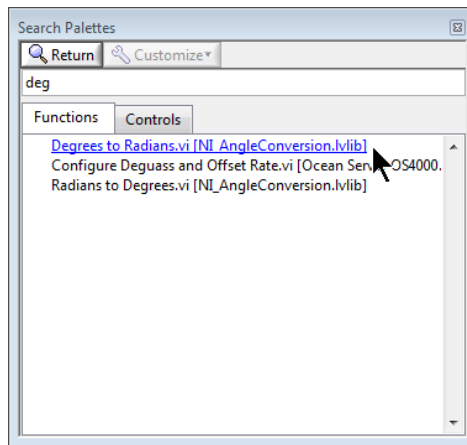 Search Palettes
Return Customize
deg
Functions Controls
Degrees to Radians.vi [NI_AngleConversion.lvlib]
Configure Deguass and Offset Rate.vi [Ocean Serv OS4000.
Radians to Degrees.vi [NI_AngleConversion.lvlib]